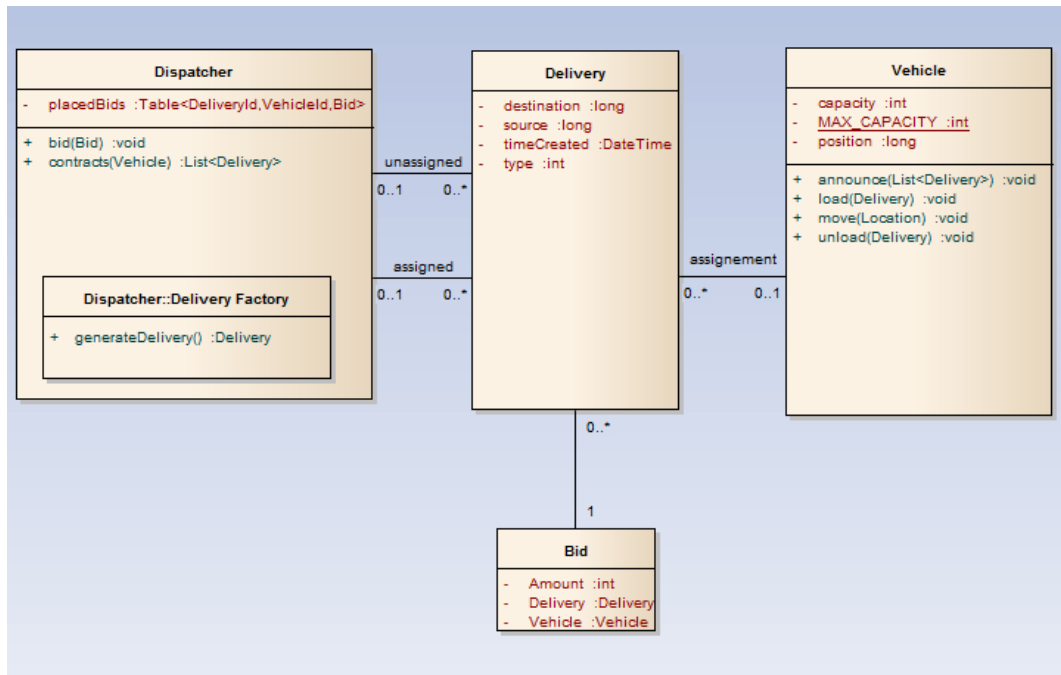 Dispatcher
- placedBids :Table<DeliveryId,VehicleId,Bid>
+ bid(Bid) :void
+ contracts(Vehicle) :List<Delivery>
Dispatcher::Delivery Factory
+ generateDelivery() :Delivery
unassigned
0..1 0..*
assigned
0..1 0..*
Delivery
- destination :long
- source :long
- timeCreated :DateTime
- type :int
assignement
0..* 0..1
Vehicle
- capacity :int
- MAX_CAPACITY :int
- position :long
+ announce(List<Delivery>) :void
+ load(Delivery) :void
+ move(Location) :void
+ unload(Delivery) :void
0..*
1
Bid
- Amount :int
- Delivery :Delivery
- Vehicle :Vehicle